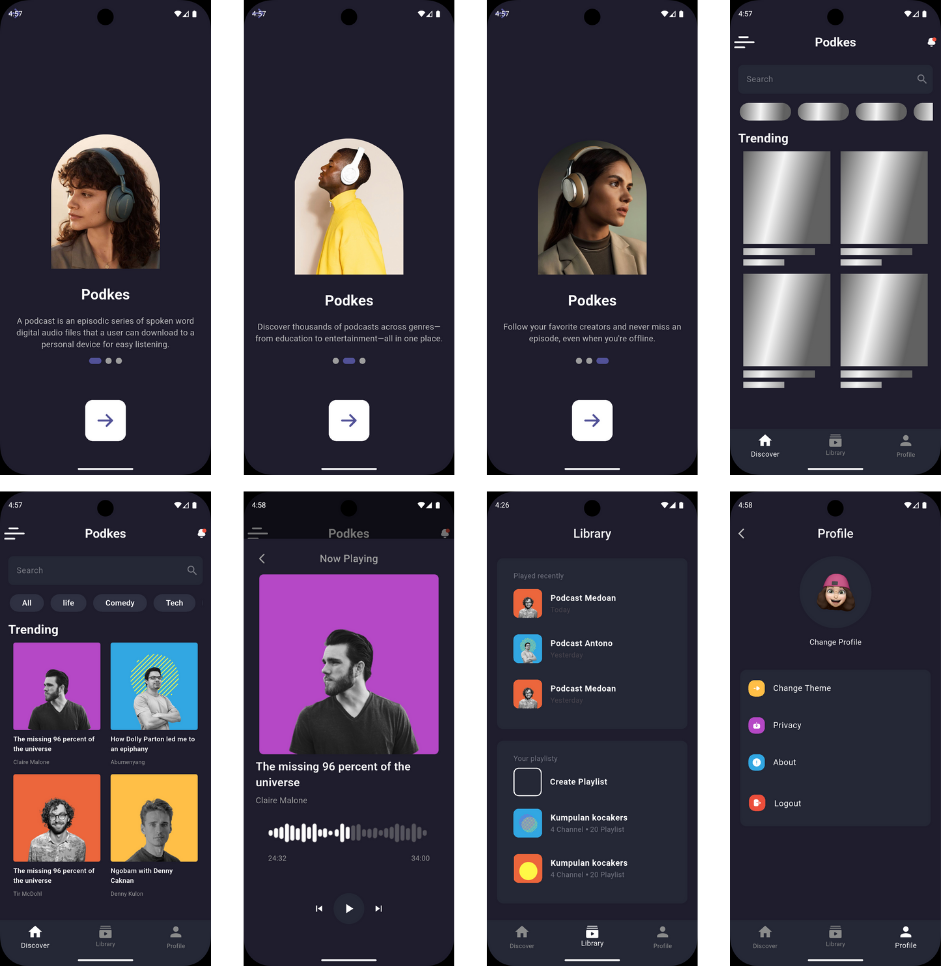 4:57
Podkes
A podcast is an episodic series of spoken word
digital audio files that a user can download to a
personal device for easy listening.
4:57
Podkes
Discover thousands of podcasts across genres—
from education to entertainment—all in one place.
4:57
Podkes
Follow your favorite creators and never miss an
episode, even when you're offline.
4:57
Podkes
Search
Trending
Discover
Library
Profile
4:57
Podkes
Search
All
life
Comedy
Tech
Trending
The missing 96 percent of
the universe
Claire Malone
How Dolly Parton led me to
an epiphany
Abumenyang
The missing 96 percent of
the universe
Tir McDohl
Ngobam with Denny
Caknan
Denny Kulon
Discover
Library
Profile
4:58
Podkes
Now Playing
The missing 96 percent of the
universe
Claire Malone
24:32
34:00
4:26
Library
Played recently
Podcast Medoan
Today
Podcast Antono
Yesterday
Podcast Medoan
Yesterday
Your playlisty
Create Playlist
Kumpulan kocakers
4 Channel • 20 Playlist
Kumpulan kocakers
4 Channel • 20 Playlist
Discover
Library
Profile
4:58
Profile
Change Profile
Change Theme
Privacy
About
Logout
Discover
Library
Profile